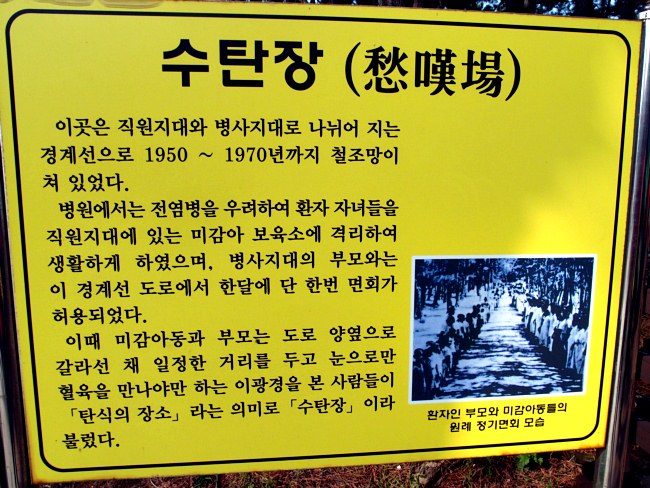 수탄장 (愁嘆場)
이곳은 직원지대와 병사지대로 나뉘어 지는
경계선으로 1950 ~ 1970년까지 철조망이
쳐 있었다.
병원에서는 전염병을 우려하여 환자 자녀들을
직원지대에 있는 미감아 보육소에 격리하여
생활하게 하였으며, 병사지대의 부모와는
이 경계선 도로에서 한달에 단 한번 면회가
허용되었다.
이때 미감아동과 부모는 도로 양옆으로
갈라선 채 일정한 거리를 두고 눈으로만
혈육을 만나야만 하는 이광경을 본 사람들이
「탄식의 장소」라는 의미로「수탄장」이라
불렀다.
환자인 부모와 미감아동들의
원례 정기면회 모습